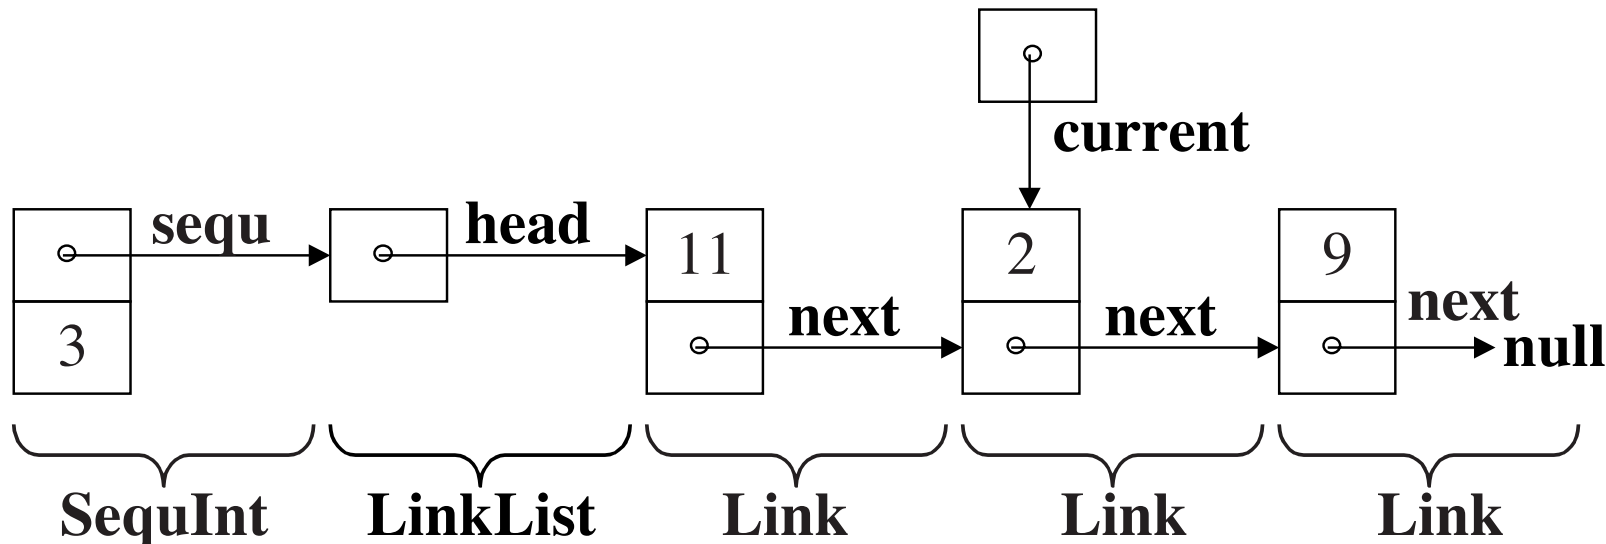 current
sequ head 11 2 9
3 next next next
null
SequInt LinkList Link Link Link